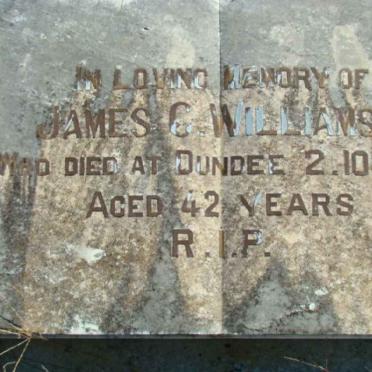 IN LOVING MEMORY OF
JAMES G. WILLIAMS
WHO DIED AT DUNDEE 2.10
AGED 42 YEARS
R.I.P.